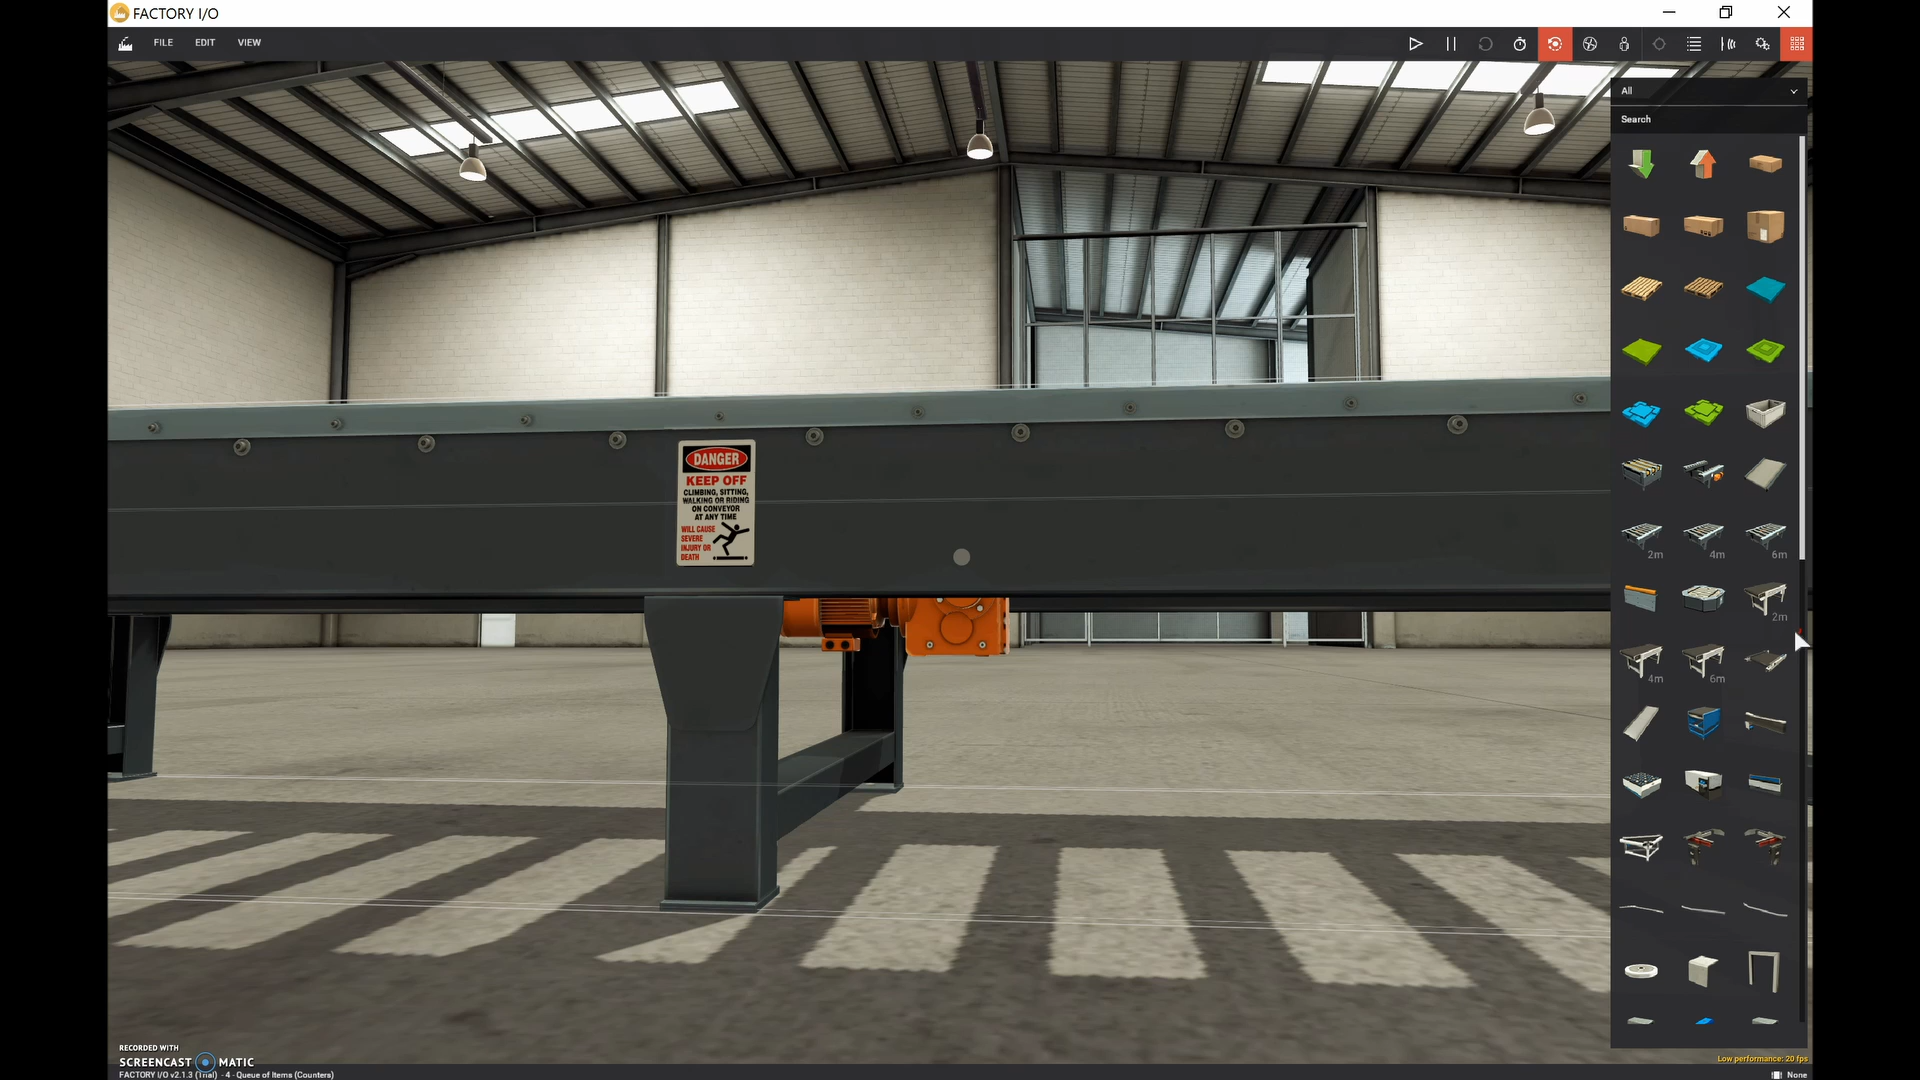 FACTORY I/O
FILE EDIT VIEW
All
Search
2m 4m 6m
2m
4m 6m
DANGER
KEEP OFF
CLIMBING, SITTING,
WALKING OR RIDING
ON CONVEYOR
AT ANY TIME
WILL CAUSE
SEVERE
INJURY OR
DEATH
RECORDED WITH
SCREENCAST MATIC
FACTORY I/O v2.1.3 (Trial) - 4 - Queue of Items (Counters)
Low performance: 20 fps
None